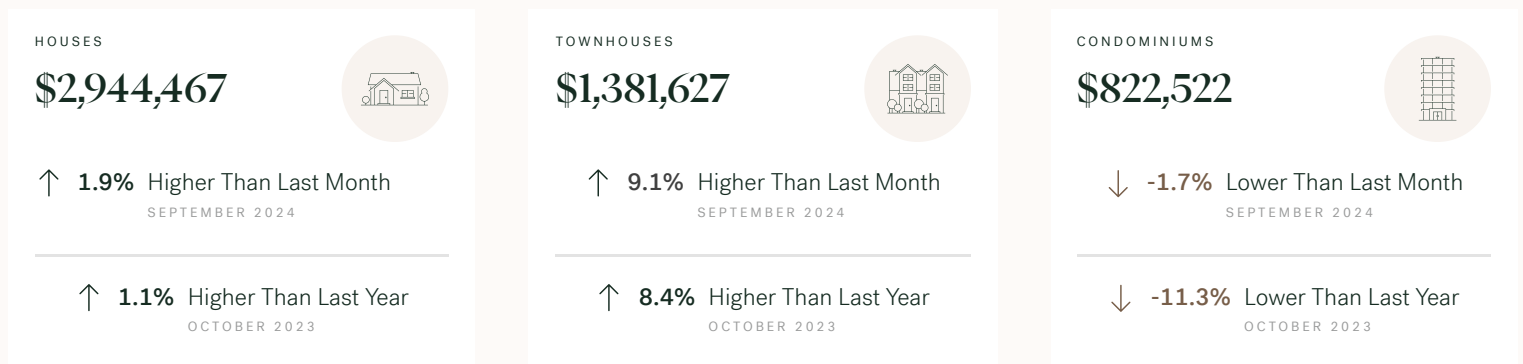 HOUSES
$2,944,467
↑ 1.9% Higher Than Last Month
SEPTEMBER 2024
↑ 1.1% Higher Than Last Year
OCTOBER 2023
TOWNHOUSES
$1,381,627
↑ 9.1% Higher Than Last Month
SEPTEMBER 2024
↑ 8.4% Higher Than Last Year
OCTOBER 2023
CONDOMINIUMS
$822,522
↓ -1.7% Lower Than Last Month
SEPTEMBER 2024
↓ -11.3% Lower Than Last Year
OCTOBER 2023